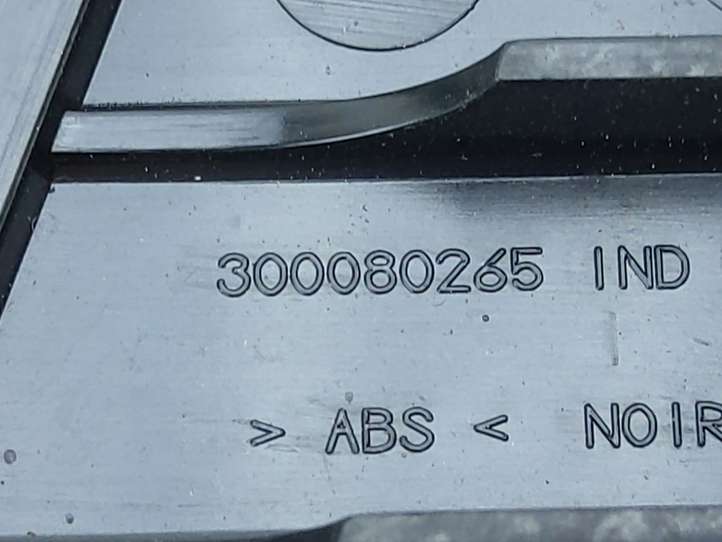 300080265 IND
> ABS < NOIR